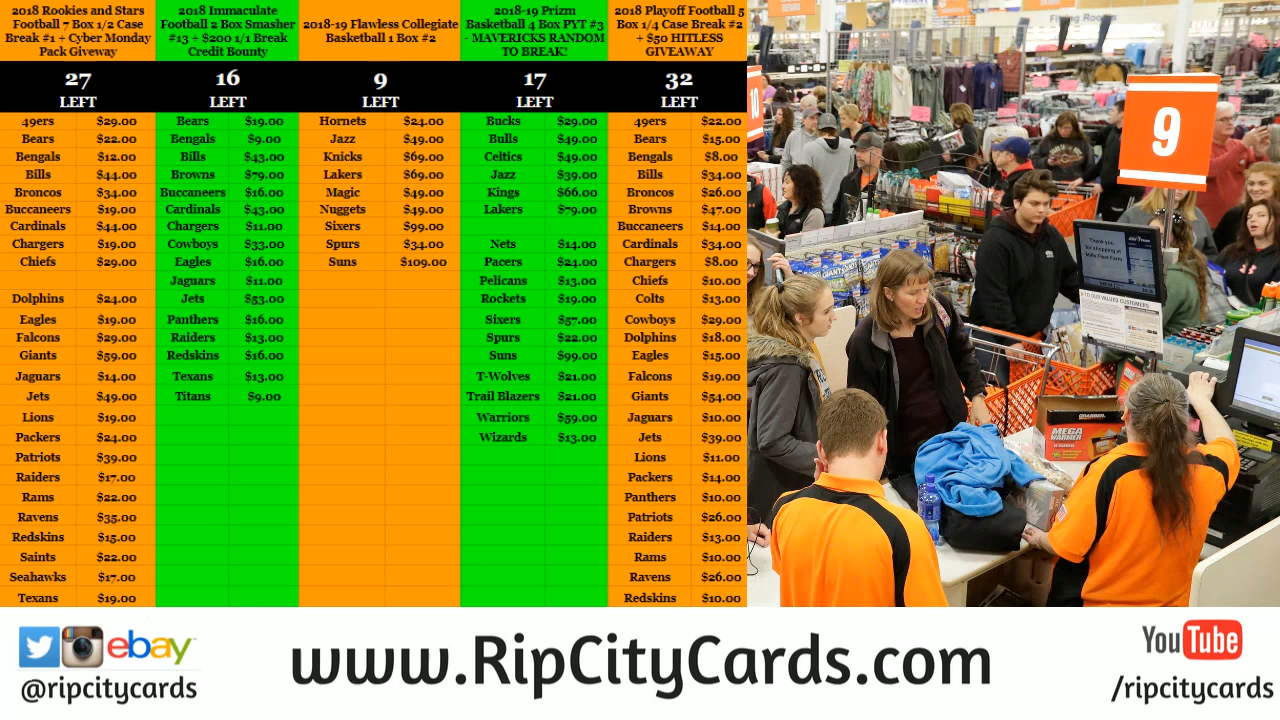 2018 Rookies and Stars
Football 7 Box 1/2 Case
Break #1 + Cyber Monday
Pack Giveway
27
LEFT
49ers $29.00
Bears $22.00
Bengals $12.00
Bills $44.00
Broncos $34.00
Buccaneers $19.00
Cardinals $44.00
Chargers $19.00
Chiefs $29.00
Dolphins $24.00
Eagles $19.00
Falcons $29.00
Giants $59.00
Jaguars $14.00
Jets $49.00
Lions $19.00
Packers $24.00
Patriots $39.00
Raiders $17.00
Rams $22.00
Ravens $35.00
Redskins $15.00
Saints $22.00
Seahawks $17.00
Texans $19.00
2018 Immaculate
Football 2 Box Smasher
#13 + $200 1/1 Break
Credit Bounty
16
LEFT
Bears $19.00
Bengals $9.00
Bills $43.00
Browns $79.00
Buccaneers $16.00
Cardinals $43.00
Chargers $11.00
Cowboys $33.00
Eagles $16.00
Jaguars $11.00
Jets $53.00
Panthers $16.00
Raiders $13.00
Redskins $16.00
Texans $13.00
Titans $9.00
2018-19 Flawless Collegiate
Basketball 1 Box #2
9
LEFT
Hornets $24.00
Jazz $49.00
Knicks $69.00
Lakers $69.00
Magic $49.00
Nuggets $49.00
Sixers $99.00
Spurs $34.00
Suns $109.00
2018-19 Prizm
Basketball 4 Box PYT #3
- MAVERICKS RANDOM
TO BREAK!
17
LEFT
Bucks $29.00
Bulls $49.00
Celtics $49.00
Jazz $39.00
Kings $66.00
Lakers $79.00
Nets $14.00
Pacers $24.00
Pelicans $13.00
Rockets $19.00
Sixers $57.00
Spurs $22.00
Suns $99.00
T-Wolves $21.00
Trail Blazers $21.00
Warriors $59.00
Wizards $13.00
2018 Playoff Football 5
Box 1/4 Case Break #2
+ $50 HITLESS
GIVEAWAY
32
LEFT
49ers $22.00
Bears $15.00
Bengals $8.00
Bills $34.00
Broncos $26.00
Browns $47.00
Buccaneers $14.00
Cardinals $34.00
Chargers $8.00
Chiefs $10.00
Colts $13.00
Cowboys $29.00
Dolphins $18.00
Eagles $15.00
Falcons $19.00
Giants $54.00
Jaguars $10.00
Jets $39.00
Lions $11.00
Packers $14.00
Panthers $10.00
Patriots $26.00
Raiders $13.00
Rams $10.00
Ravens $26.00
Redskins $10.00
Fitting Rooms
10
9
Thank you
for shopping at
Mills Fleet Farm
TO OUR VALUED CUSTOMERS
GRABBER
MEGA
WARMER
ebay
@ripcitycards
www.RipCityCards.com
YouTube
/ripcitycards